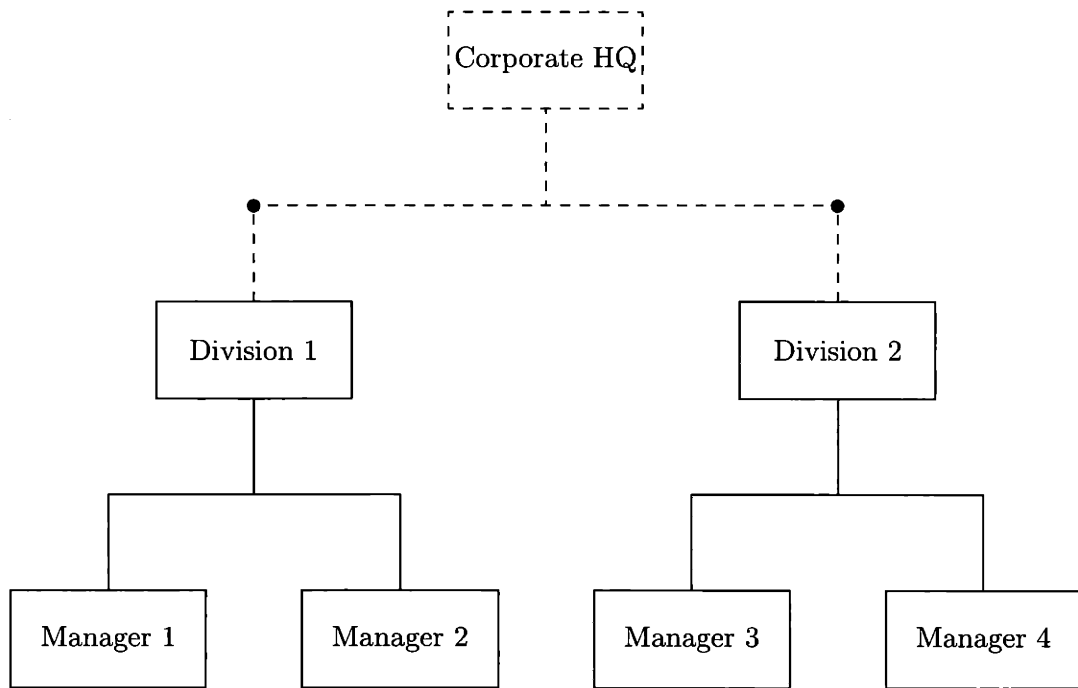 Corporate HQ
Division 1
Division 2
Manager 1
Manager 2
Manager 3
Manager 4